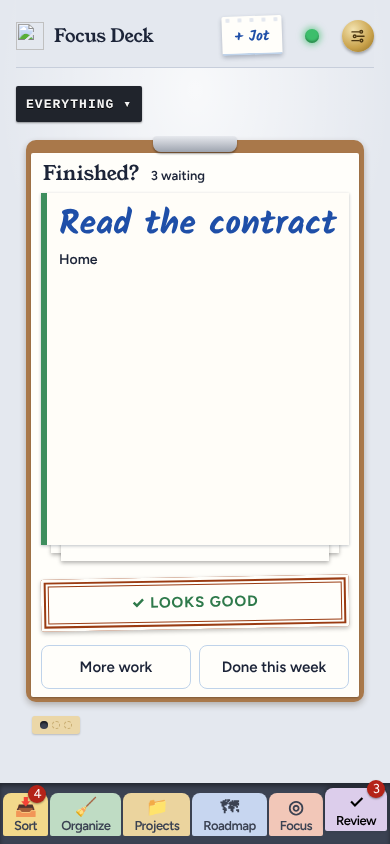 Focus Deck
+ Jot
EVERYTHING ▾
Finished? 3 waiting
Read the contract
Home
✓ LOOKS GOOD
More work
Done this week
4
3
Sort
Organize
Projects
Roadmap
Focus
Review